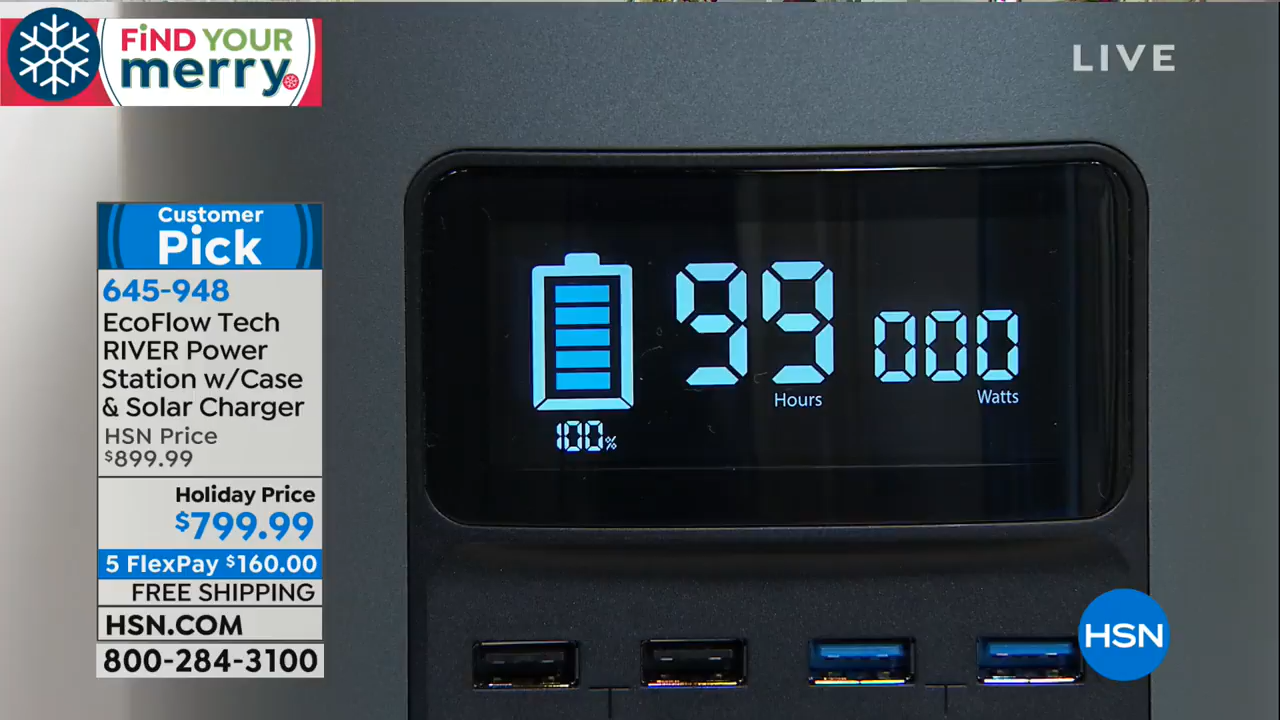 FiND YOUR
merry
LIVE
Customer
Pick
645-948
EcoFlow Tech
RIVER Power
Station w/Case
& Solar Charger
HSN Price
$899.99
Holiday Price
$799.99
5 FlexPay $160.00
FREE SHIPPING
HSN.COM
800-284-3100
99
Hours
000
Watts
100%
HSN